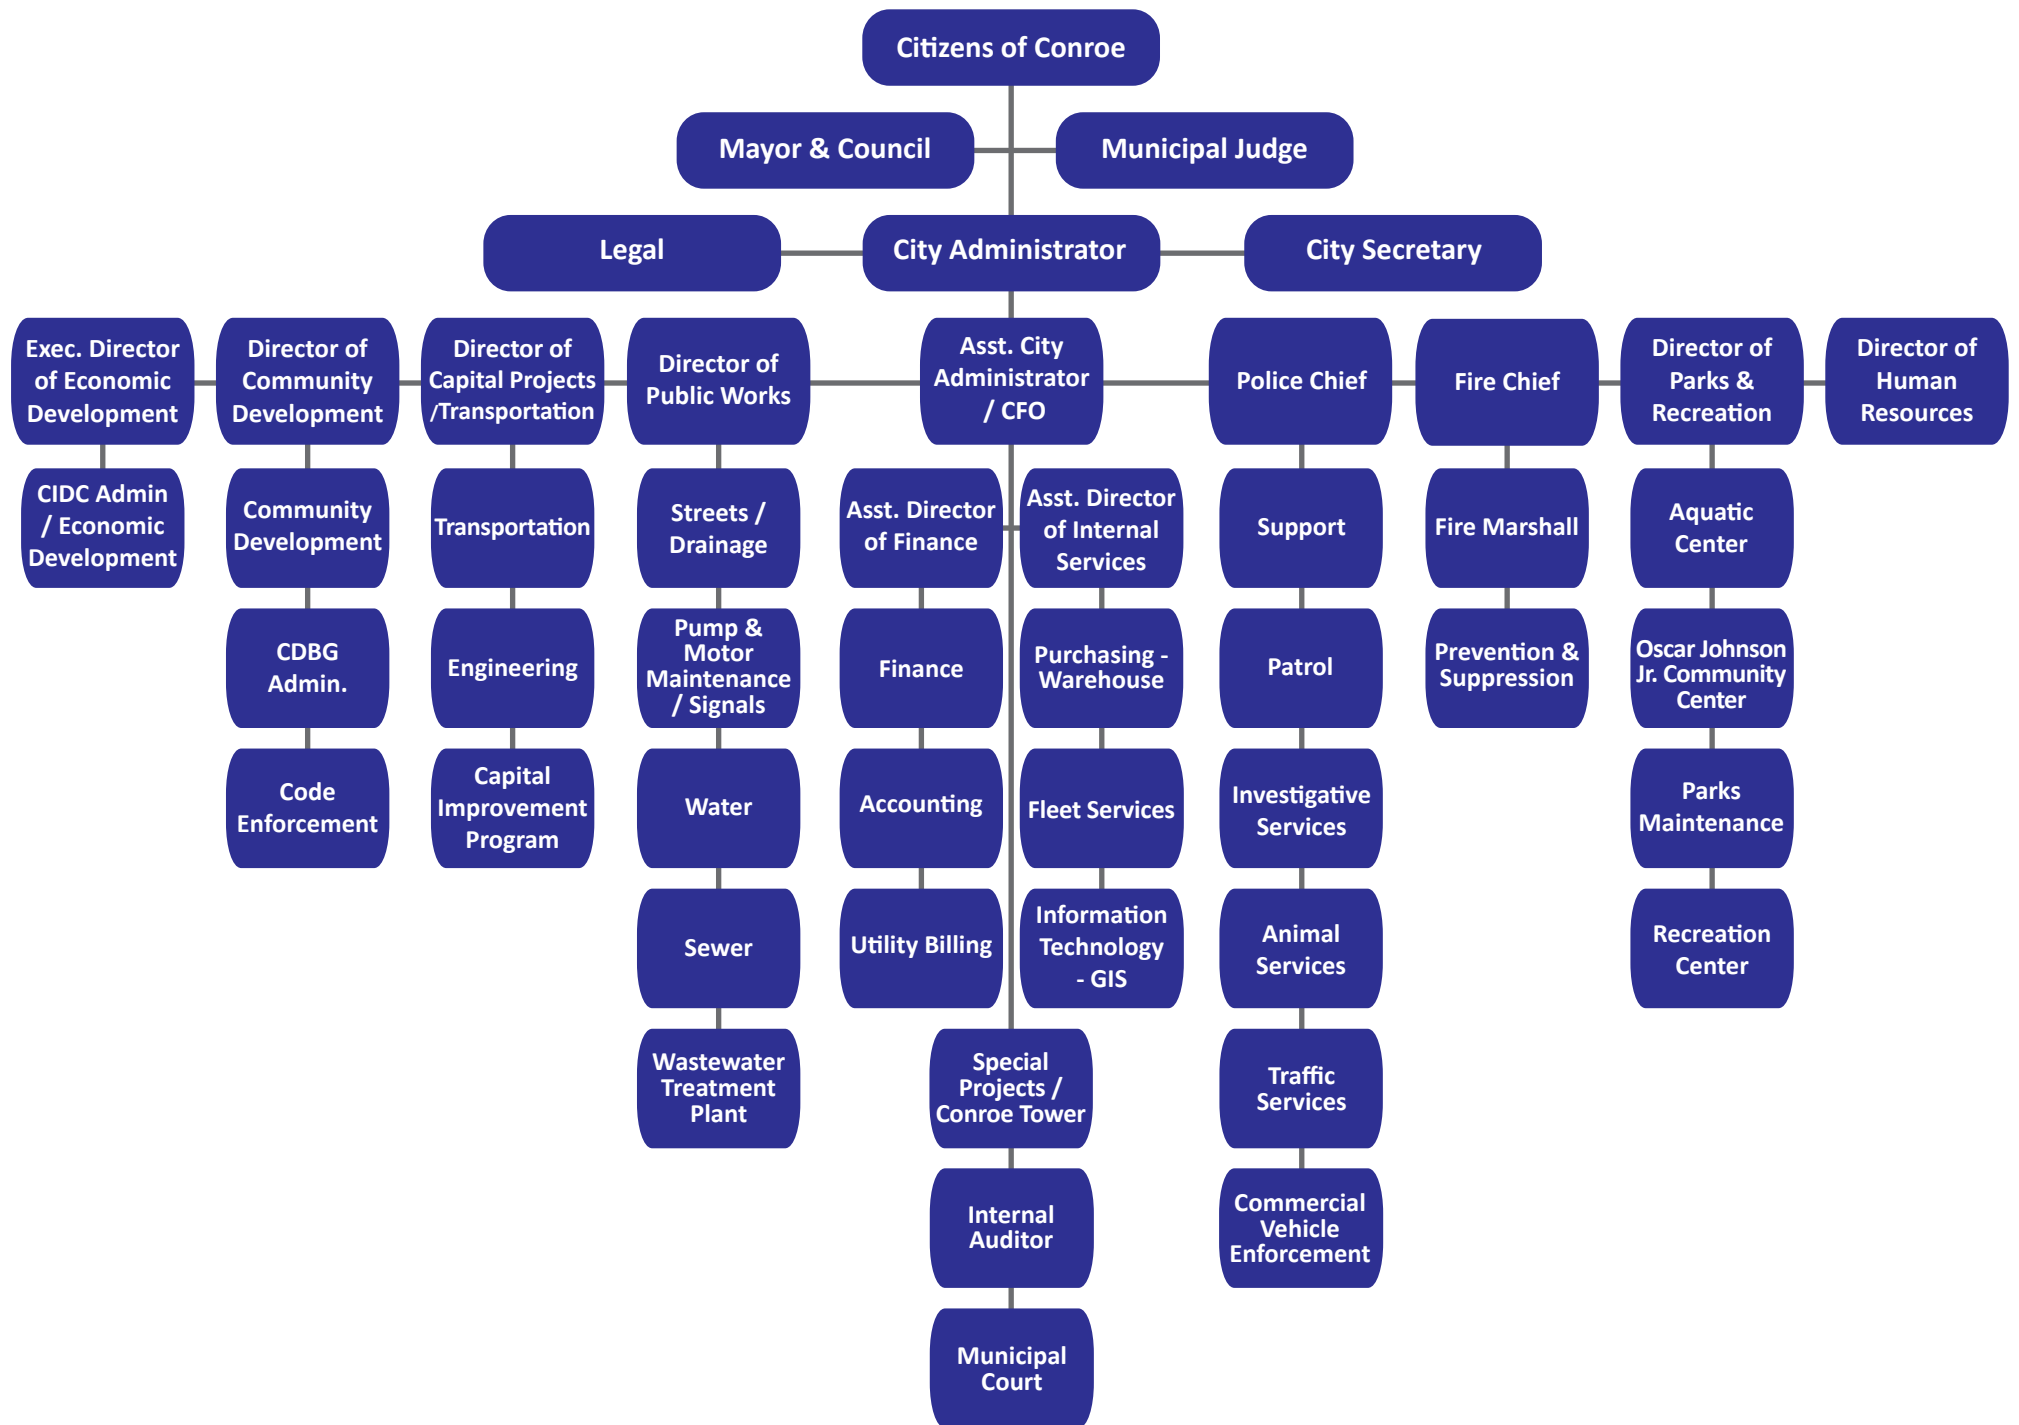 Citizens of Conroe
Mayor & Council
Municipal Judge
Legal
City Administrator
City Secretary
Exec. Director
of Economic
Development
Director of
Community
Development
Director of
Capital Projects
/Transportation
Director of
Public Works
Asst. City
Administrator
/ CFO
Police Chief
Fire Chief
Director of
Parks &
Recreation
Director of
Human
Resources
CIDC Admin
/ Economic
Development
Community
Development
Transportation
Streets /
Drainage
Asst. Director
of Finance
Asst. Director
of Internal
Services
Support
Fire Marshall
Aquatic
Center
CDBG
Admin.
Engineering
Pump &
Motor
Maintenance
/ Signals
Finance
Purchasing -
Warehouse
Patrol
Prevention &
Suppression
Oscar Johnson
Jr. Community
Center
Code
Enforcement
Capital
Improvement
Program
Water
Accounting
Fleet Services
Investigative
Services
Parks
Maintenance
Sewer
Utility Billing
Information
Technology
- GIS
Animal
Services
Recreation
Center
Wastewater
Treatment
Plant
Special
Projects /
Conroe Tower
Traffic
Services
Internal
Auditor
Commercial
Vehicle
Enforcement
Municipal
Court